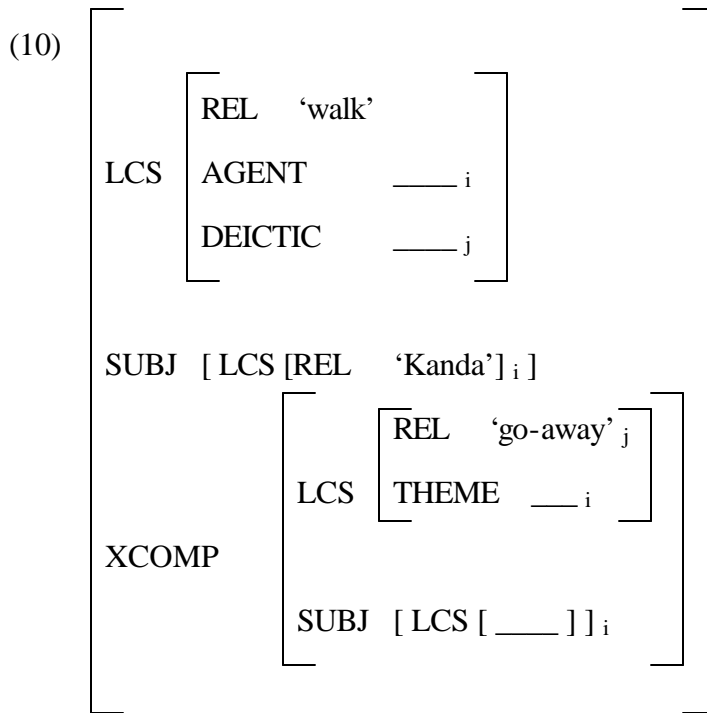 (10)
REL ‘walk’
LCS AGENT ____ i
DEICTIC ____ j
SUBJ [ LCS [REL ‘Kanda’] i ]
REL ‘go-away’ j
LCS THEME ___ i
XCOMP
SUBJ [ LCS [ ____ ] ] i